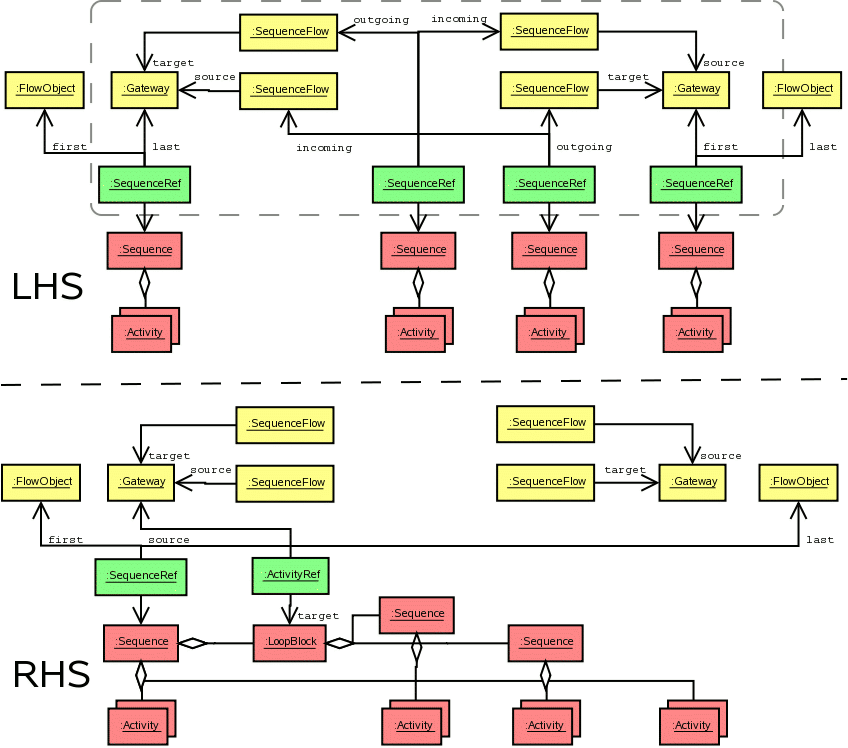 :SequenceFlow outgoing incoming :SequenceFlow
target source
:FlowObject :Gateway source :SequenceFlow :SequenceFlow target :Gateway :FlowObject
first last incoming outgoing first last
:SequenceRef :SequenceRef :SequenceRef :SequenceRef
:Sequence :Sequence :Sequence :Sequence
LHS
:Activity :Activity :Activity :Activity
:SequenceFlow :SequenceFlow
target source
:FlowObject :Gateway source :SequenceFlow :SequenceFlow target :Gateway :FlowObject
first source last
:SequenceRef :ActivityRef
target :Sequence
:Sequence :LoopBlock :Sequence
RHS
:Activity :Activity :Activity :Activity